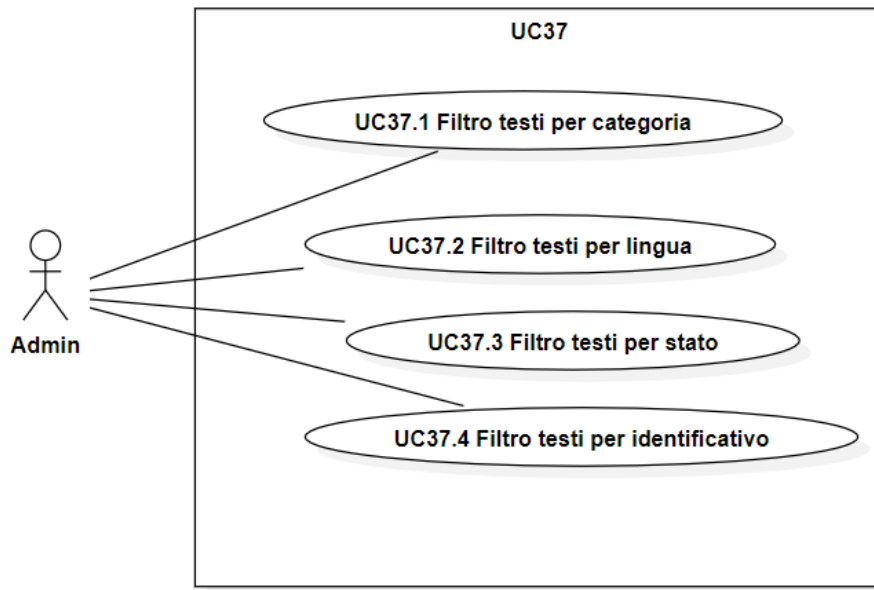 UC37
UC37.1 Filtro testi per categoria
UC37.2 Filtro testi per lingua
UC37.3 Filtro testi per stato
Admin
UC37.4 Filtro testi per identificativo